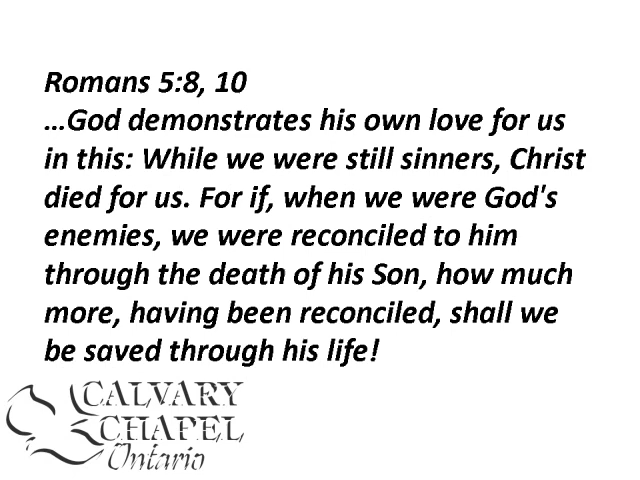 Romans 5:8, 10
…God demonstrates his own love for us
in this: While we were still sinners, Christ
died for us. For if, when we were God's
enemies, we were reconciled to him
through the death of his Son, how much
more, having been reconciled, shall we
be saved through his life!
CALVARY
CHAPEL
Ontario